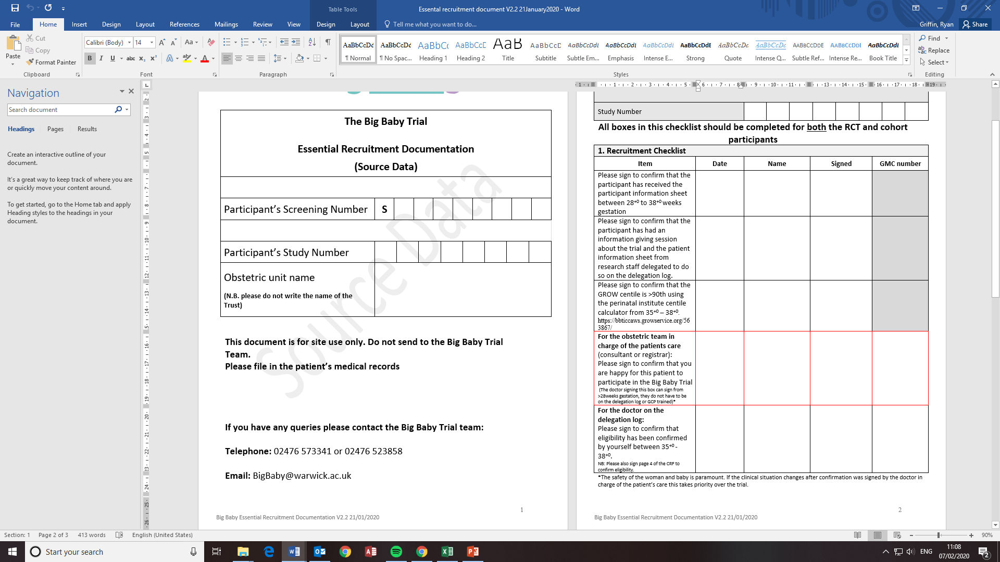 Essental recruitment document V2.2 21January2020 - Word
Table Tools
File
Home
Insert
Design
Layout
References
Mailings
Review
View
Design
Layout
Tell me what you want to do...
Griffin, Ryan
Share
Paste
Cut
Copy
Format Painter
Clipboard
Calibri (Body)
14
Font
Paragraph
AaBbCcDd
¶ Normal
AaBbCcDd
¶ No Spac...
AaBbCc
Heading 1
AaBbCcD
Heading 2
AaB
Title
AaBbCcD
Subtitle
AaBbCcDdI
Subtle Em...
AaBbCcDdI
Emphasis
AaBbCcDdI
Intense E...
AaBbCcDdE
Strong
AaBbCcDd
Quote
AaBbCcDd
Intense Q...
AABBCCDDE
Subtle Ref...
AABBCCDDI
Intense Re...
AaBbCcDdI
Book Title
Styles
Find
Replace
Select
Editing
Navigation
Search document
Headings
Pages
Results
Create an interactive outline of your
document.
It's a great way to keep track of where you are
or quickly move your content around.
To get started, go to the Home tab and apply
Heading styles to the headings in your
document.
The Big Baby Trial
Essential Recruitment Documentation
(Source Data)
Participant's Screening Number
S
Participant's Study Number
Obstetric unit name
(N.B. please do not write the name of the
Trust)
Source Data
This document is for site use only. Do not send to the Big Baby Trial
Team.
Please file in the patient's medical records
If you have any queries please contact the Big Baby Trial team:
Telephone: 02476 573341 or 02476 523858
Email: BigBaby@warwick.ac.uk
1
Big Baby Essential Recruitment Documentation V2.2 21/01/2020
Study Number
All boxes in this checklist should be completed for both the RCT and cohort
participants
1. Recruitment Checklist
Item
Date
Name
Signed
GMC number
Please sign to confirm that the
participant has received the
participant information sheet
between 28⁺⁰ to 38⁺⁰ weeks
gestation
Please sign to confirm that the
participant has had an
information giving session
about the trial and the patient
information sheet from
research staff delegated to do
so on the delegation log.
Please sign to confirm that the
GROW centile is >90th using
the perinatal institute centile
calculator from 35⁺⁰ – 38⁺⁰.
https://bbticcaws.growservice.org/56
3867/
For the obstetric team in
charge of the patients care
(consultant or registrar):
Please sign to confirm that you
are happy for this patient to
participate in the Big Baby Trial
(The doctor signing this box can sign from
>28weeks gestation, they do not have to be
on the delegation log or GCP trained)*
For the doctor on the
delegation log:
Please sign to confirm that
eligibility has been confirmed
by yourself between 35⁺⁰ -
38⁺⁰.
NB: Please also sign page 4 of the CRF to
confirm eligibility.
*The safety of the woman and baby is paramount. If the clinical situation changes after confirmation was signed by the doctor in
charge of the patient's care this takes priority over the trial.
2
Big Baby Essential Recruitment Documentation V2.2 21/01/2020
Section: 1
Page 2 of 3
413 words
English (United States)
90%
Start your search
ENG
11:08
07/02/2020
2